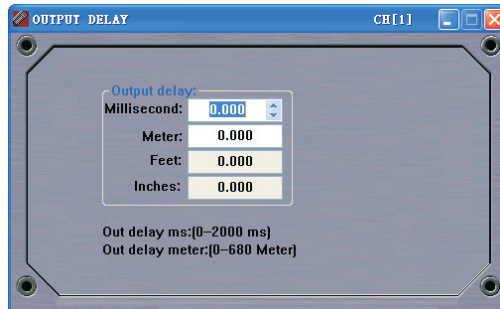 OUTPUT DELAY CH[1]
Output delay:
Millisecond: 0.000
Meter: 0.000
Feet: 0.000
Inches: 0.000
Out delay ms:(0-2000 ms)
Out delay meter:(0-680 Meter)